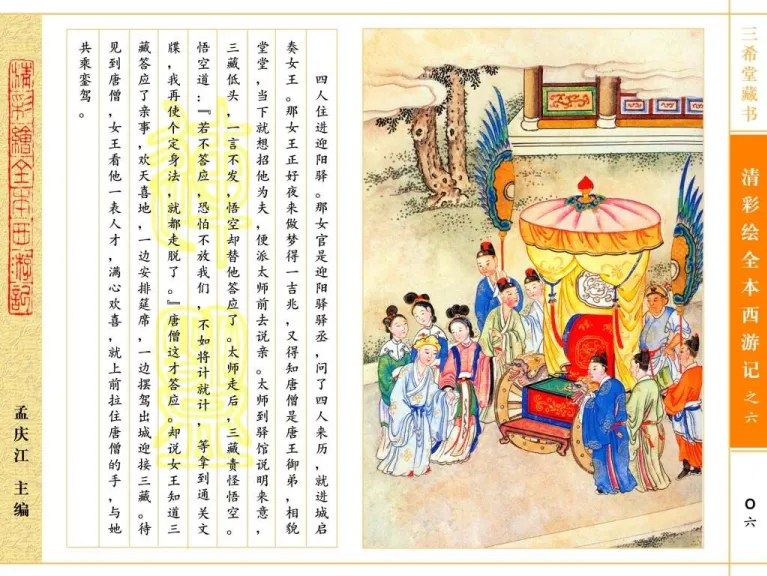 三希堂藏书
清彩绘全本西游记之六
〇六
四人住进迎阳驿。那女官是迎阳驿驿丞，问了四人来历，就进城启
奏女王。那女王正好夜来做梦得一吉兆，又得知唐僧是唐王御弟，相貌
堂堂，当下就想招他为夫，便派太师前去说亲。太师到驿馆说明来意，
三藏低头，一言不发，悟空却替他答应了。太师走后，三藏责怪悟空。
悟空道：『若不答应，恐怕不放我们，不如将计就计，等拿到通关文
牒，我再使个定身法，就都走脱了。』唐僧这才答应。却说女王知道三
藏答应了亲事，欢天喜地，一边安排筵席，一边摆驾出城迎接三藏。待
见到唐僧，女王看他一表人才，满心欢喜，就上前拉住唐僧的手，与她
共乘銮驾。
精彩繪全本西游記
孟庆江 主编